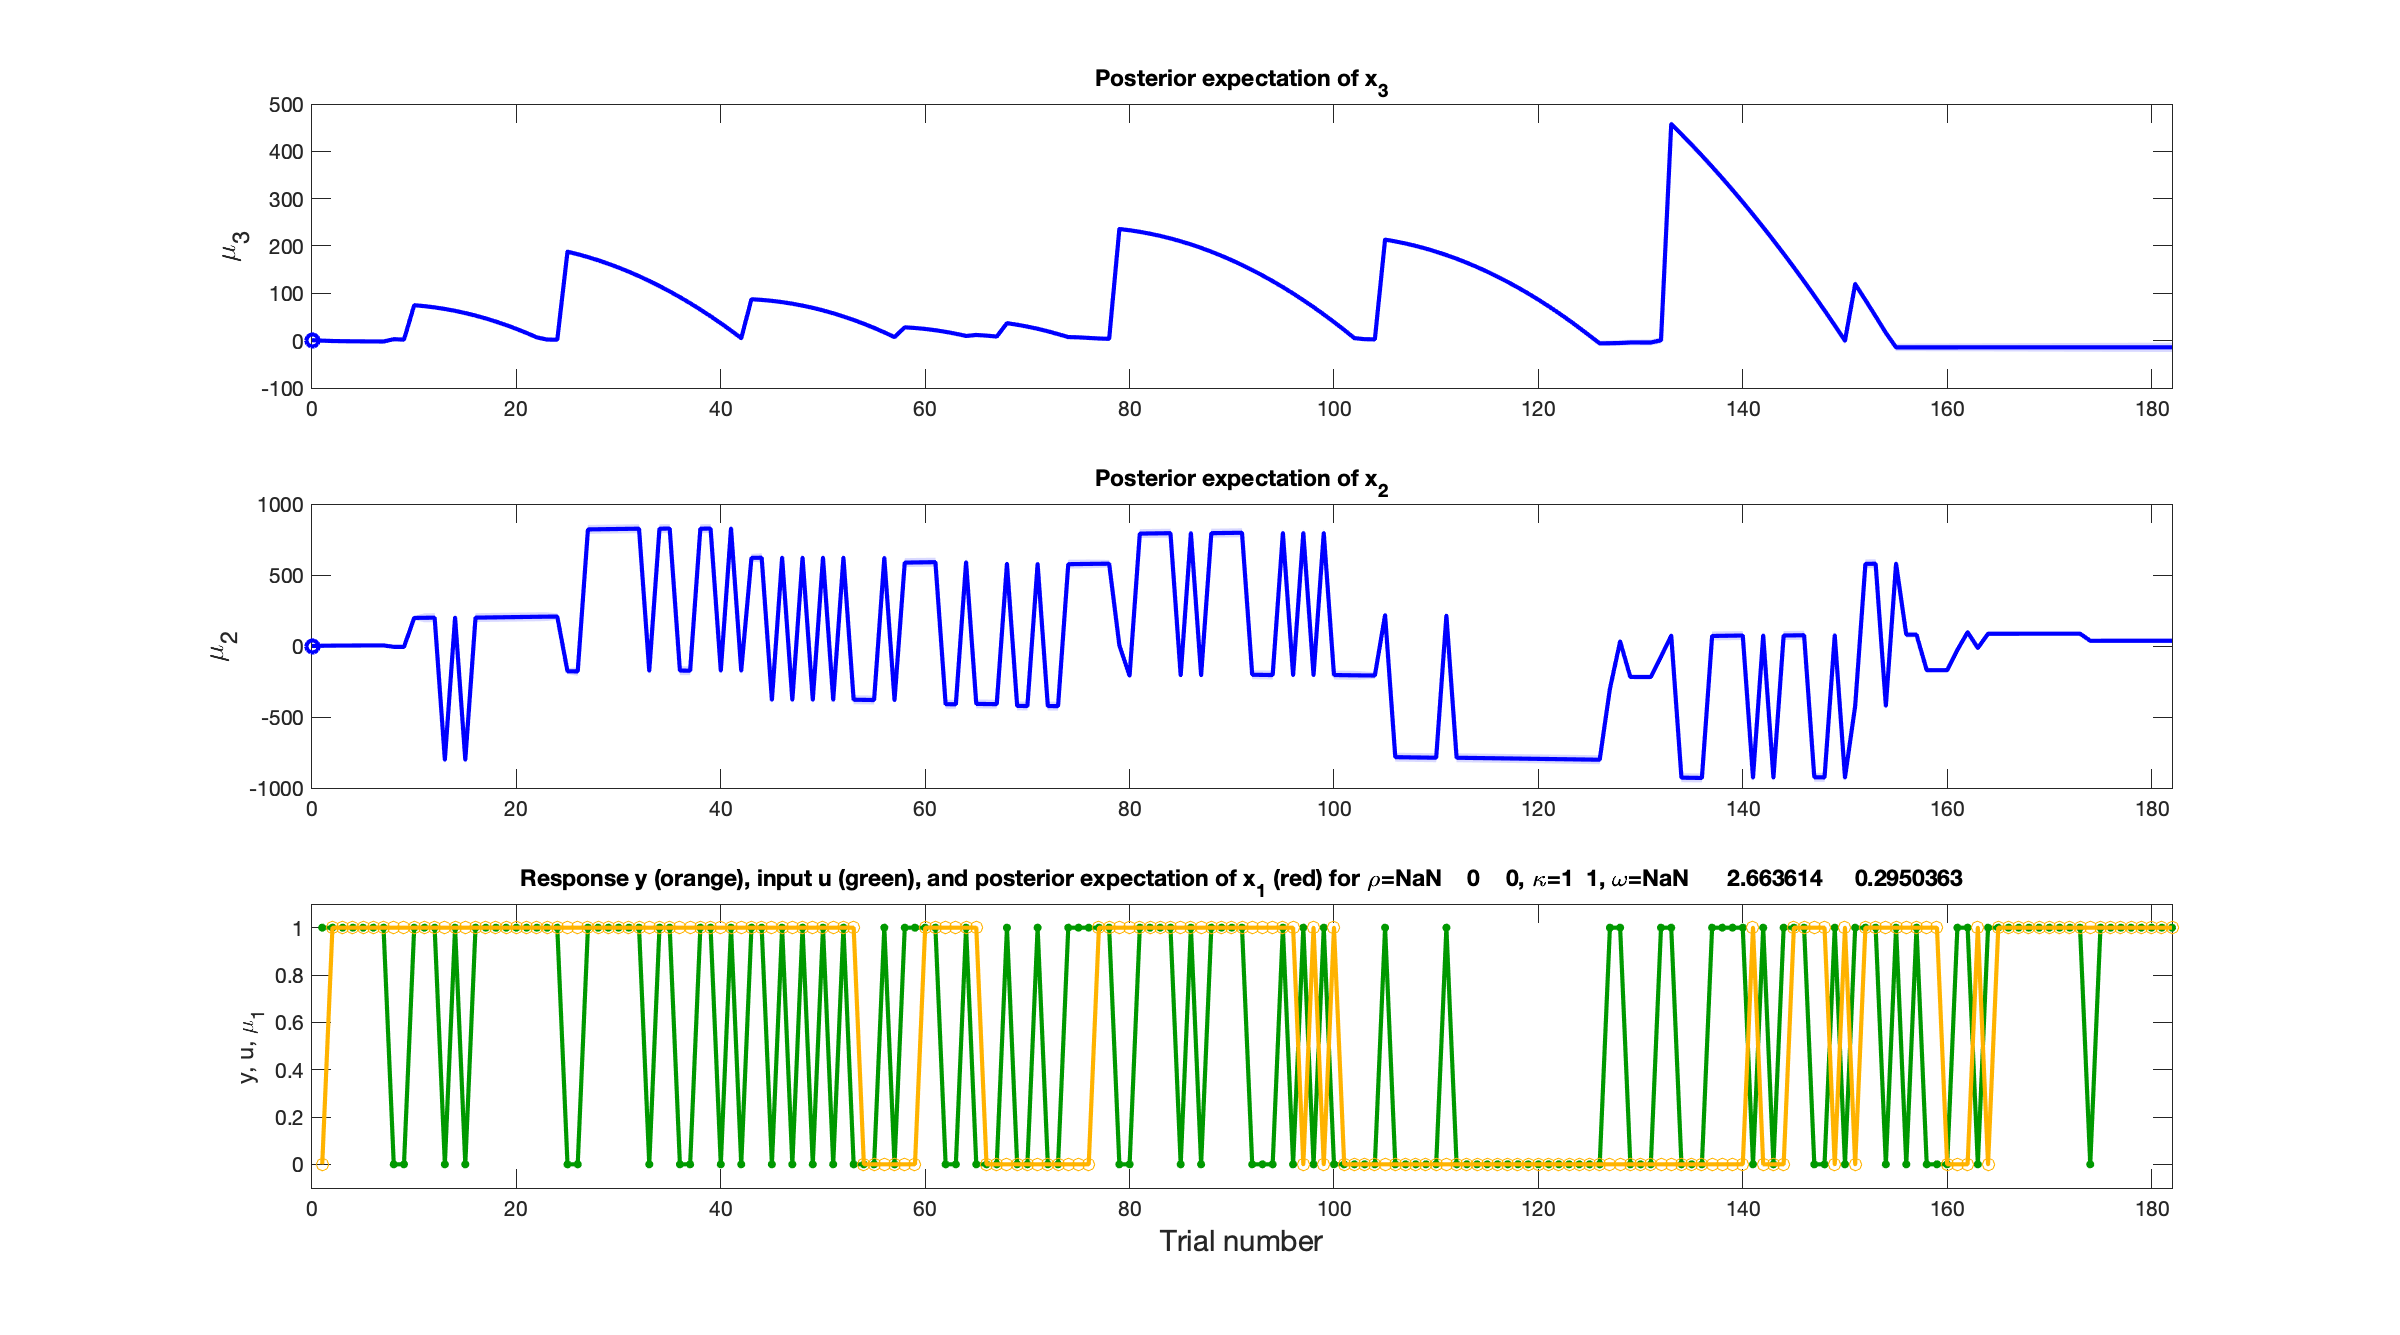 Posterior expectation of x3
500
400
300
200
100
0
-100
μ3
0 20 40 60 80 100 120 140 160 180
Posterior expectation of x2
1000
500
0
-500
-1000
μ2
0 20 40 60 80 100 120 140 160 180
Response y (orange), input u (green), and posterior expectation of x1 (red) for ρ=NaN 0 0, κ=1 1, ω=NaN 2.663614 0.2950363
1
0.8
0.6
0.4
0.2
0
y, u, μ1
0 20 40 60 80 100 120 140 160 180
Trial number